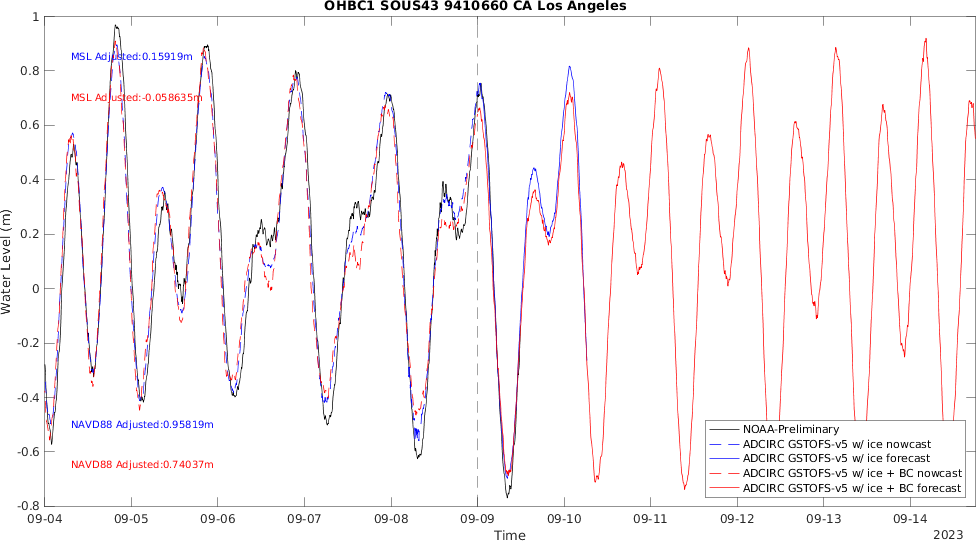 OHBC1 SOUS43 9410660 CA Los Angeles
1
0.8
0.6
0.4
0.2
0
-0.2
-0.4
-0.6
-0.8
Water Level (m)
MSL Adjusted:0.15919m
MSL Adjusted:-0.058635m
NAVD88 Adjusted:0.95819m
NAVD88 Adjusted:0.74037m
NOAA-Preliminary
ADCIRC GSTOFS-v5 w/ ice nowcast
ADCIRC GSTOFS-v5 w/ ice forecast
ADCIRC GSTOFS-v5 w/ ice + BC nowcast
ADCIRC GSTOFS-v5 w/ ice + BC forecast
09-04 09-05 09-06 09-07 09-08 09-09 09-10 09-11 09-12 09-13 09-14
Time
2023